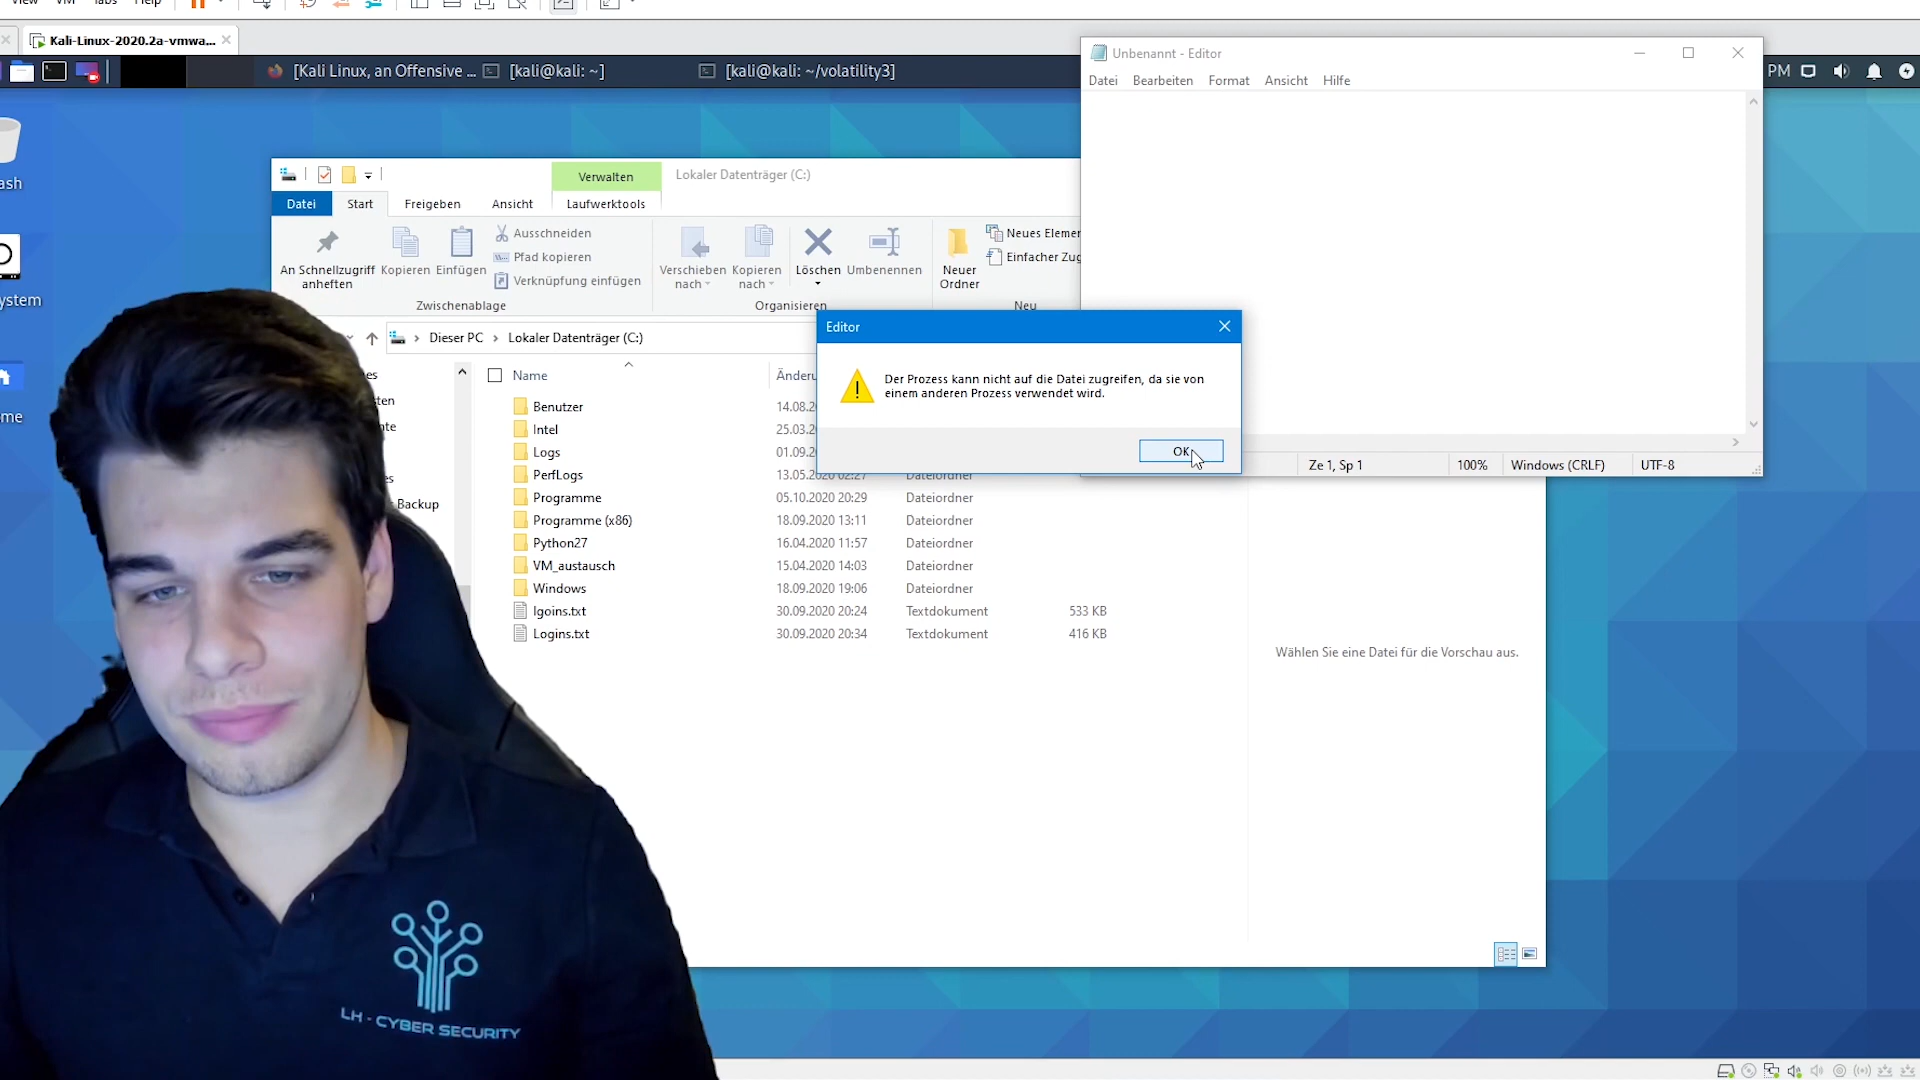 View VM Tabs Help
Kali-Linux-2020.2a-vmwa...
[Kali Linux, an Offensive ...
[kali@kali: ~]
[kali@kali: ~/volatility3]
PM
Unbenannt - Editor
Datei Bearbeiten Format Ansicht Hilfe
ash
ystem
me
Verwalten
Lokaler Datenträger (C:)
Datei Start Freigeben Ansicht Laufwerktools
An Schnellzugriff anheften
Kopieren
Einfügen
Ausschneiden
Pfad kopieren
Verknüpfung einfügen
Zwischenablage
Verschieben nach
Kopieren nach
Löschen
Umbenennen
Organisieren
Neuer Ordner
Neues Elemen
Einfacher Zug
Neu
Dieser PC > Lokaler Datenträger (C:)
es
sten
nte
es
Backup
Name Änderu
Benutzer 14.08.2
Intel 25.03.2
Logs 01.09.2
PerfLogs 13.05.2020 02:27 Dateiordner
Programme 05.10.2020 20:29 Dateiordner
Programme (x86) 18.09.2020 13:11 Dateiordner
Python27 16.04.2020 11:57 Dateiordner
VM_austausch 15.04.2020 14:03 Dateiordner
Windows 18.09.2020 19:06 Dateiordner
lgoins.txt 30.09.2020 20:24 Textdokument 533 KB
Logins.txt 30.09.2020 20:34 Textdokument 416 KB
Editor
Der Prozess kann nicht auf die Datei zugreifen, da sie von
einem anderen Prozess verwendet wird.
OK
Ze 1, Sp 1 100% Windows (CRLF) UTF-8
Wählen Sie eine Datei für die Vorschau aus.
LH - CYBER SECURITY